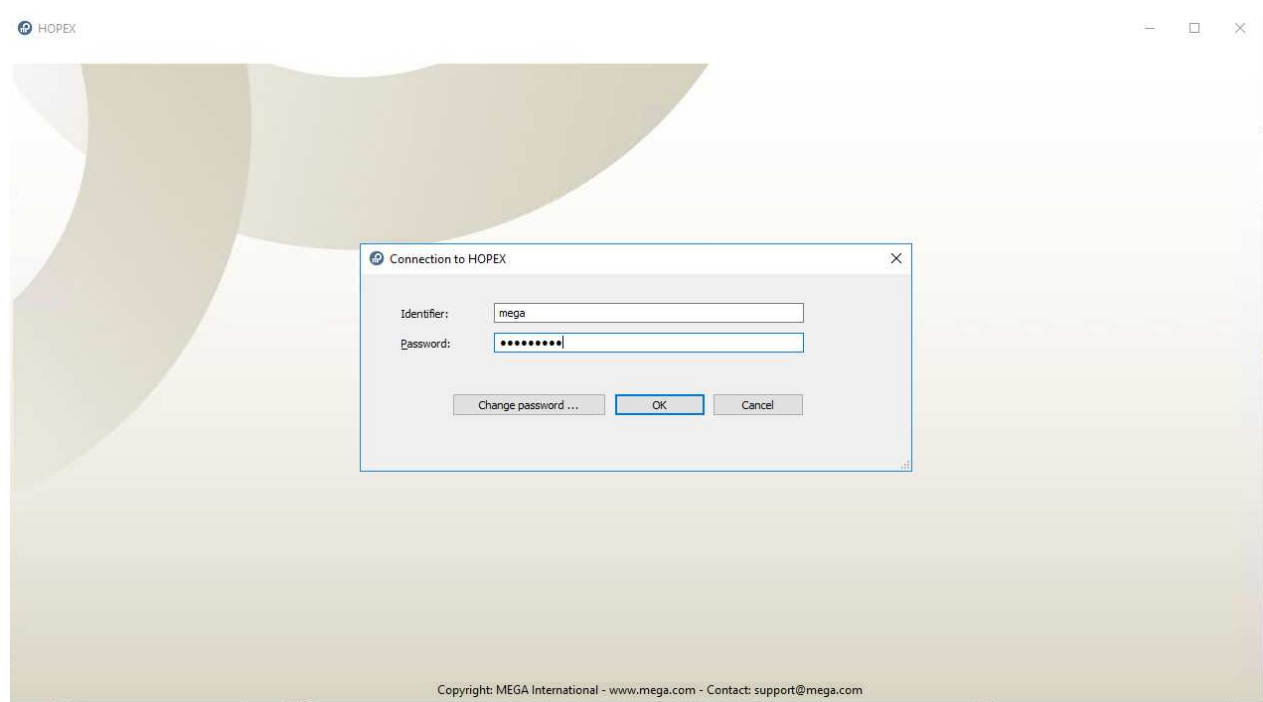 HOPEX
Connection to HOPEX
Identifier: mega
Password: •••••••••
Change password ... OK Cancel
Copyright: MEGA International - www.mega.com - Contact: support@mega.com